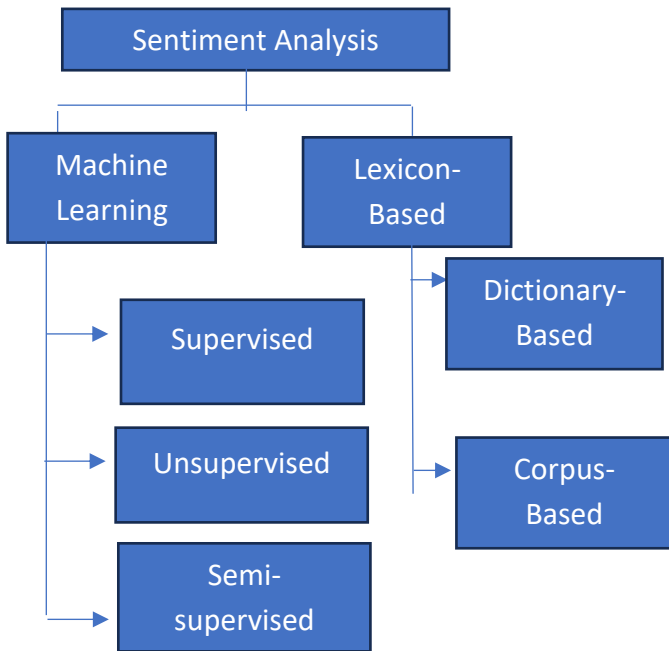 Sentiment Analysis
Machine
Learning
Lexicon-
Based
Supervised
Unsupervised
Semi-
supervised
Dictionary-
Based
Corpus-
Based